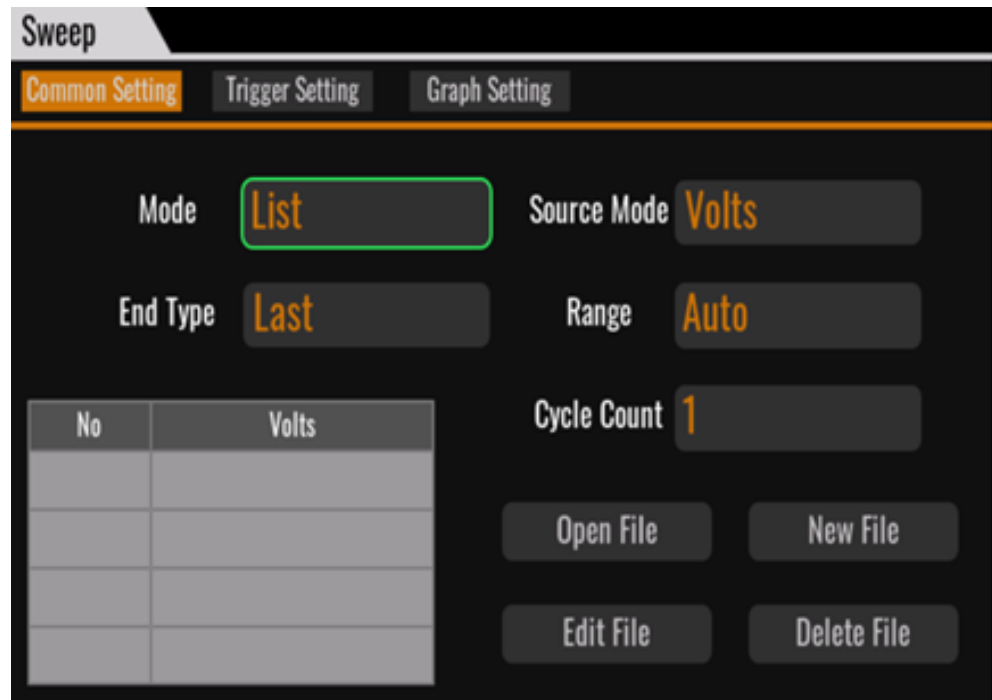 Sweep
Common Setting Trigger Setting Graph Setting
Mode List Source Mode Volts
End Type Last Range Auto
Cycle Count 1
No Volts
Open File New File
Edit File Delete File